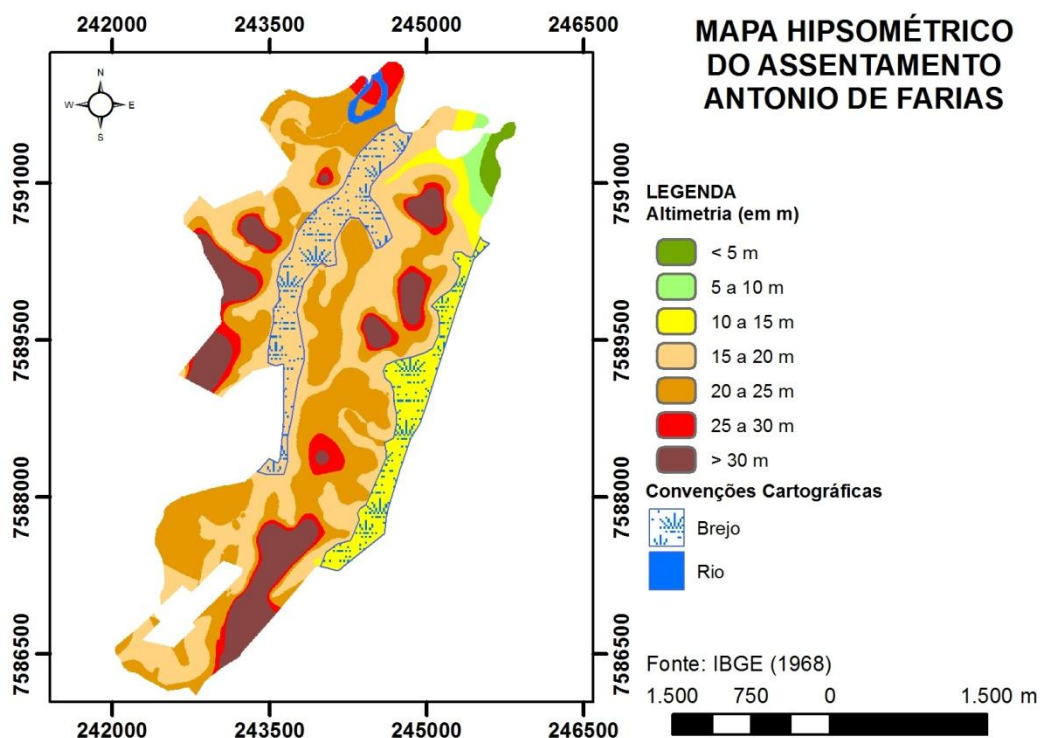 242000 243500 245000 246500
MAPA HIPSOMÉTRICO
DO ASSENTAMENTO
ANTONIO DE FARIAS
N
W E
S
7591000 7591000
7589500 7589500
7588000 7588000
7586500 7586500
242000 243500 245000 246500
LEGENDA
Altimetria (em m)
< 5 m
5 a 10 m
10 a 15 m
15 a 20 m
20 a 25 m
25 a 30 m
> 30 m
Convenções Cartográficas
Brejo
Rio
Fonte: IBGE (1968)
1.500 750 0 1.500 m